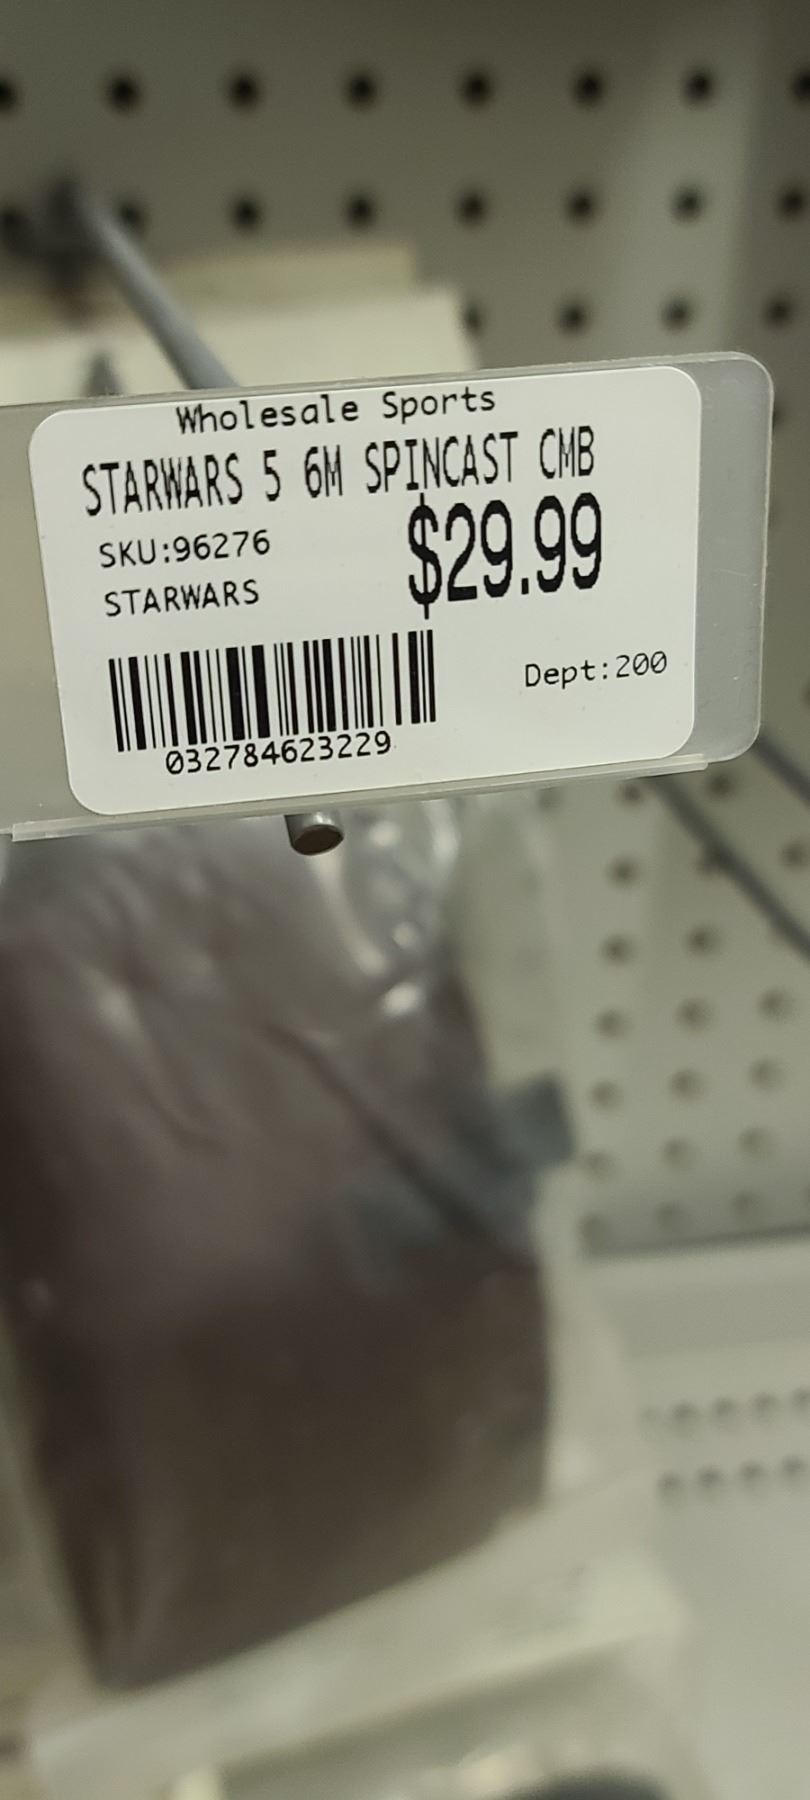 Wholesale Sports
STARWARS 5 6M SPINCAST CMB
SKU:96276
$29.99
STARWARS
Dept:200
032784623229